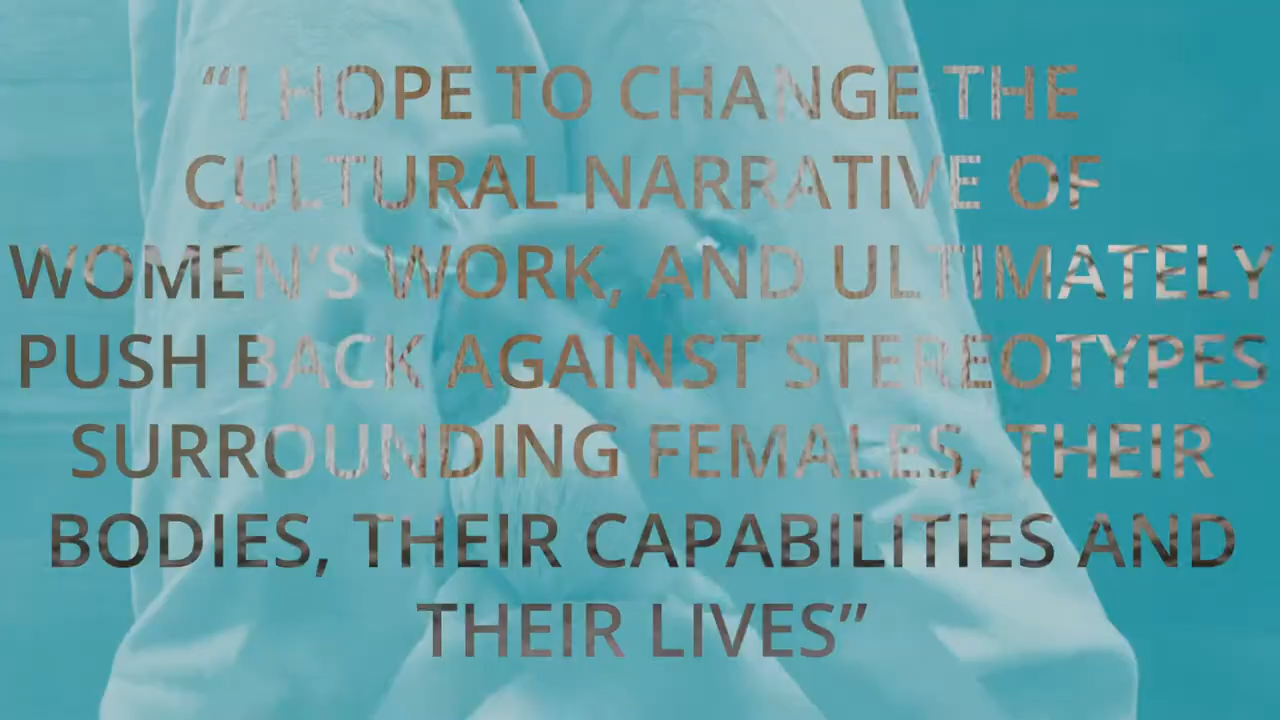 “I HOPE TO CHANGE THE
CULTURAL NARRATIVE OF
WOMEN’S WORK, AND ULTIMATELY
PUSH BACK AGAINST STEREOTYPES
SURROUNDING FEMALES, THEIR
BODIES, THEIR CAPABILITIES AND
THEIR LIVES”